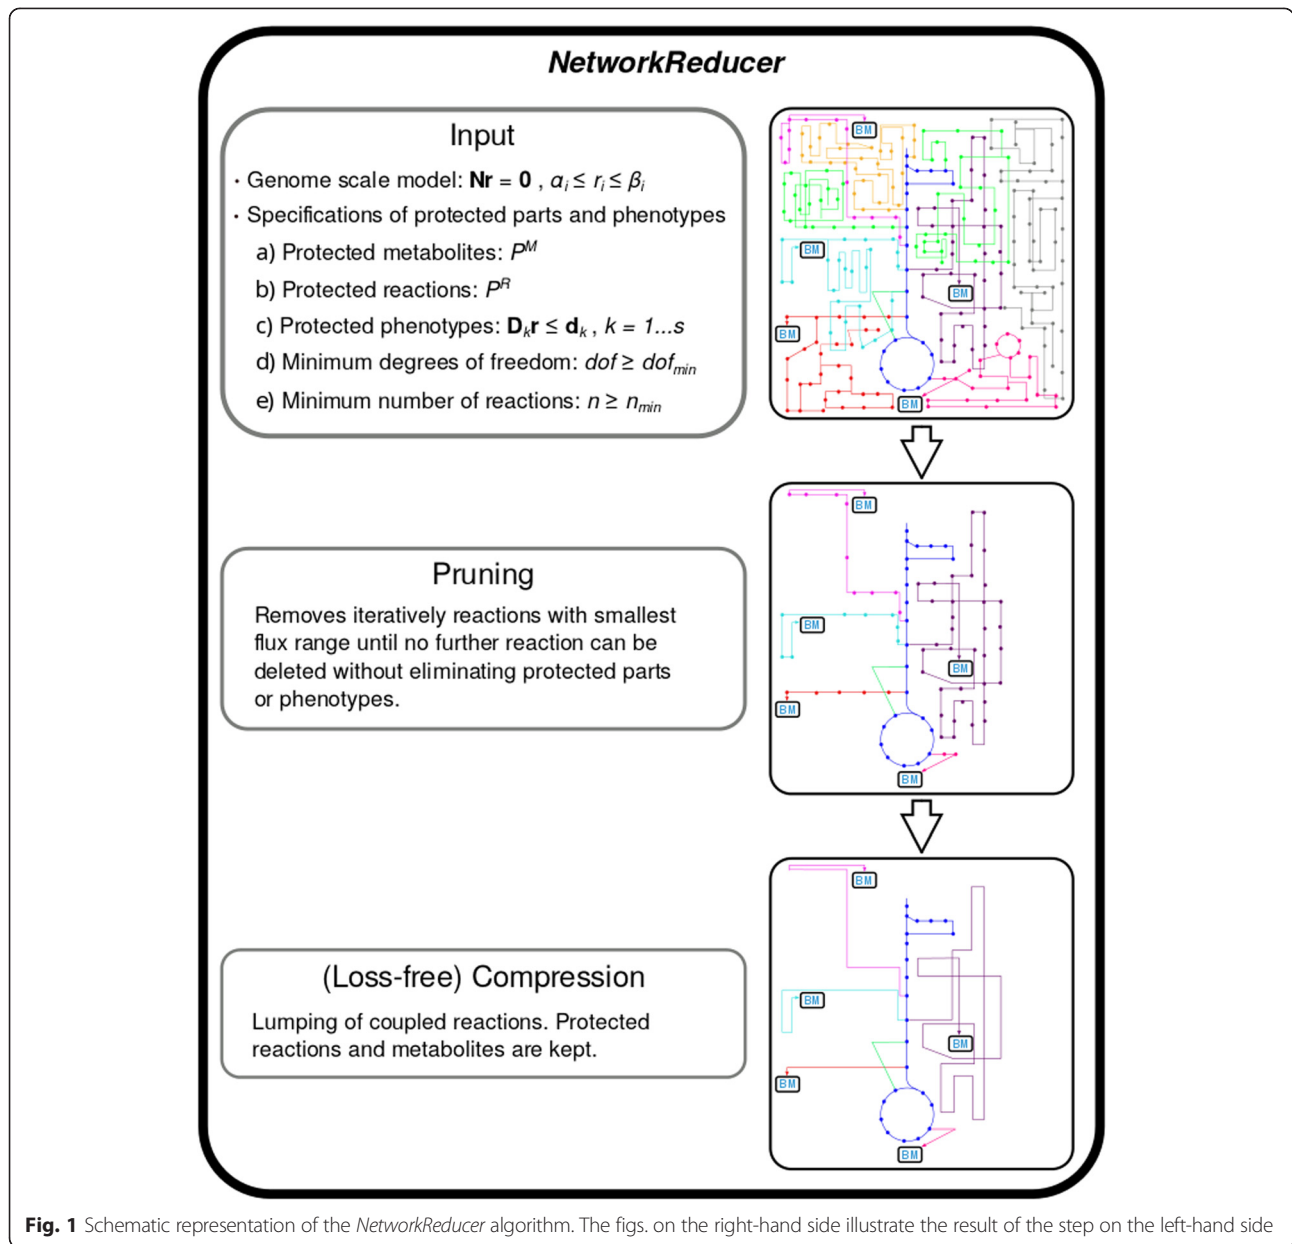 NetworkReducer
Input
· Genome scale model: Nr = 0 , αi ≤ ri ≤ βi
· Specifications of protected parts and phenotypes
a) Protected metabolites: P^M
b) Protected reactions: P^R
c) Protected phenotypes: Dkr ≤ dk , k = 1...s
d) Minimum degrees of freedom: dof ≥ dofmin
e) Minimum number of reactions: n ≥ nmin
BM
BM
BM
BM
BM
Pruning
Removes iteratively reactions with smallest
flux range until no further reaction can be
deleted without eliminating protected parts
or phenotypes.
BM
BM
BM
BM
BM
(Loss-free) Compression
Lumping of coupled reactions. Protected
reactions and metabolites are kept.
BM
BM
BM
BM
BM
Fig. 1 Schematic representation of the NetworkReducer algorithm. The figs. on the right-hand side illustrate the result of the step on the left-hand side